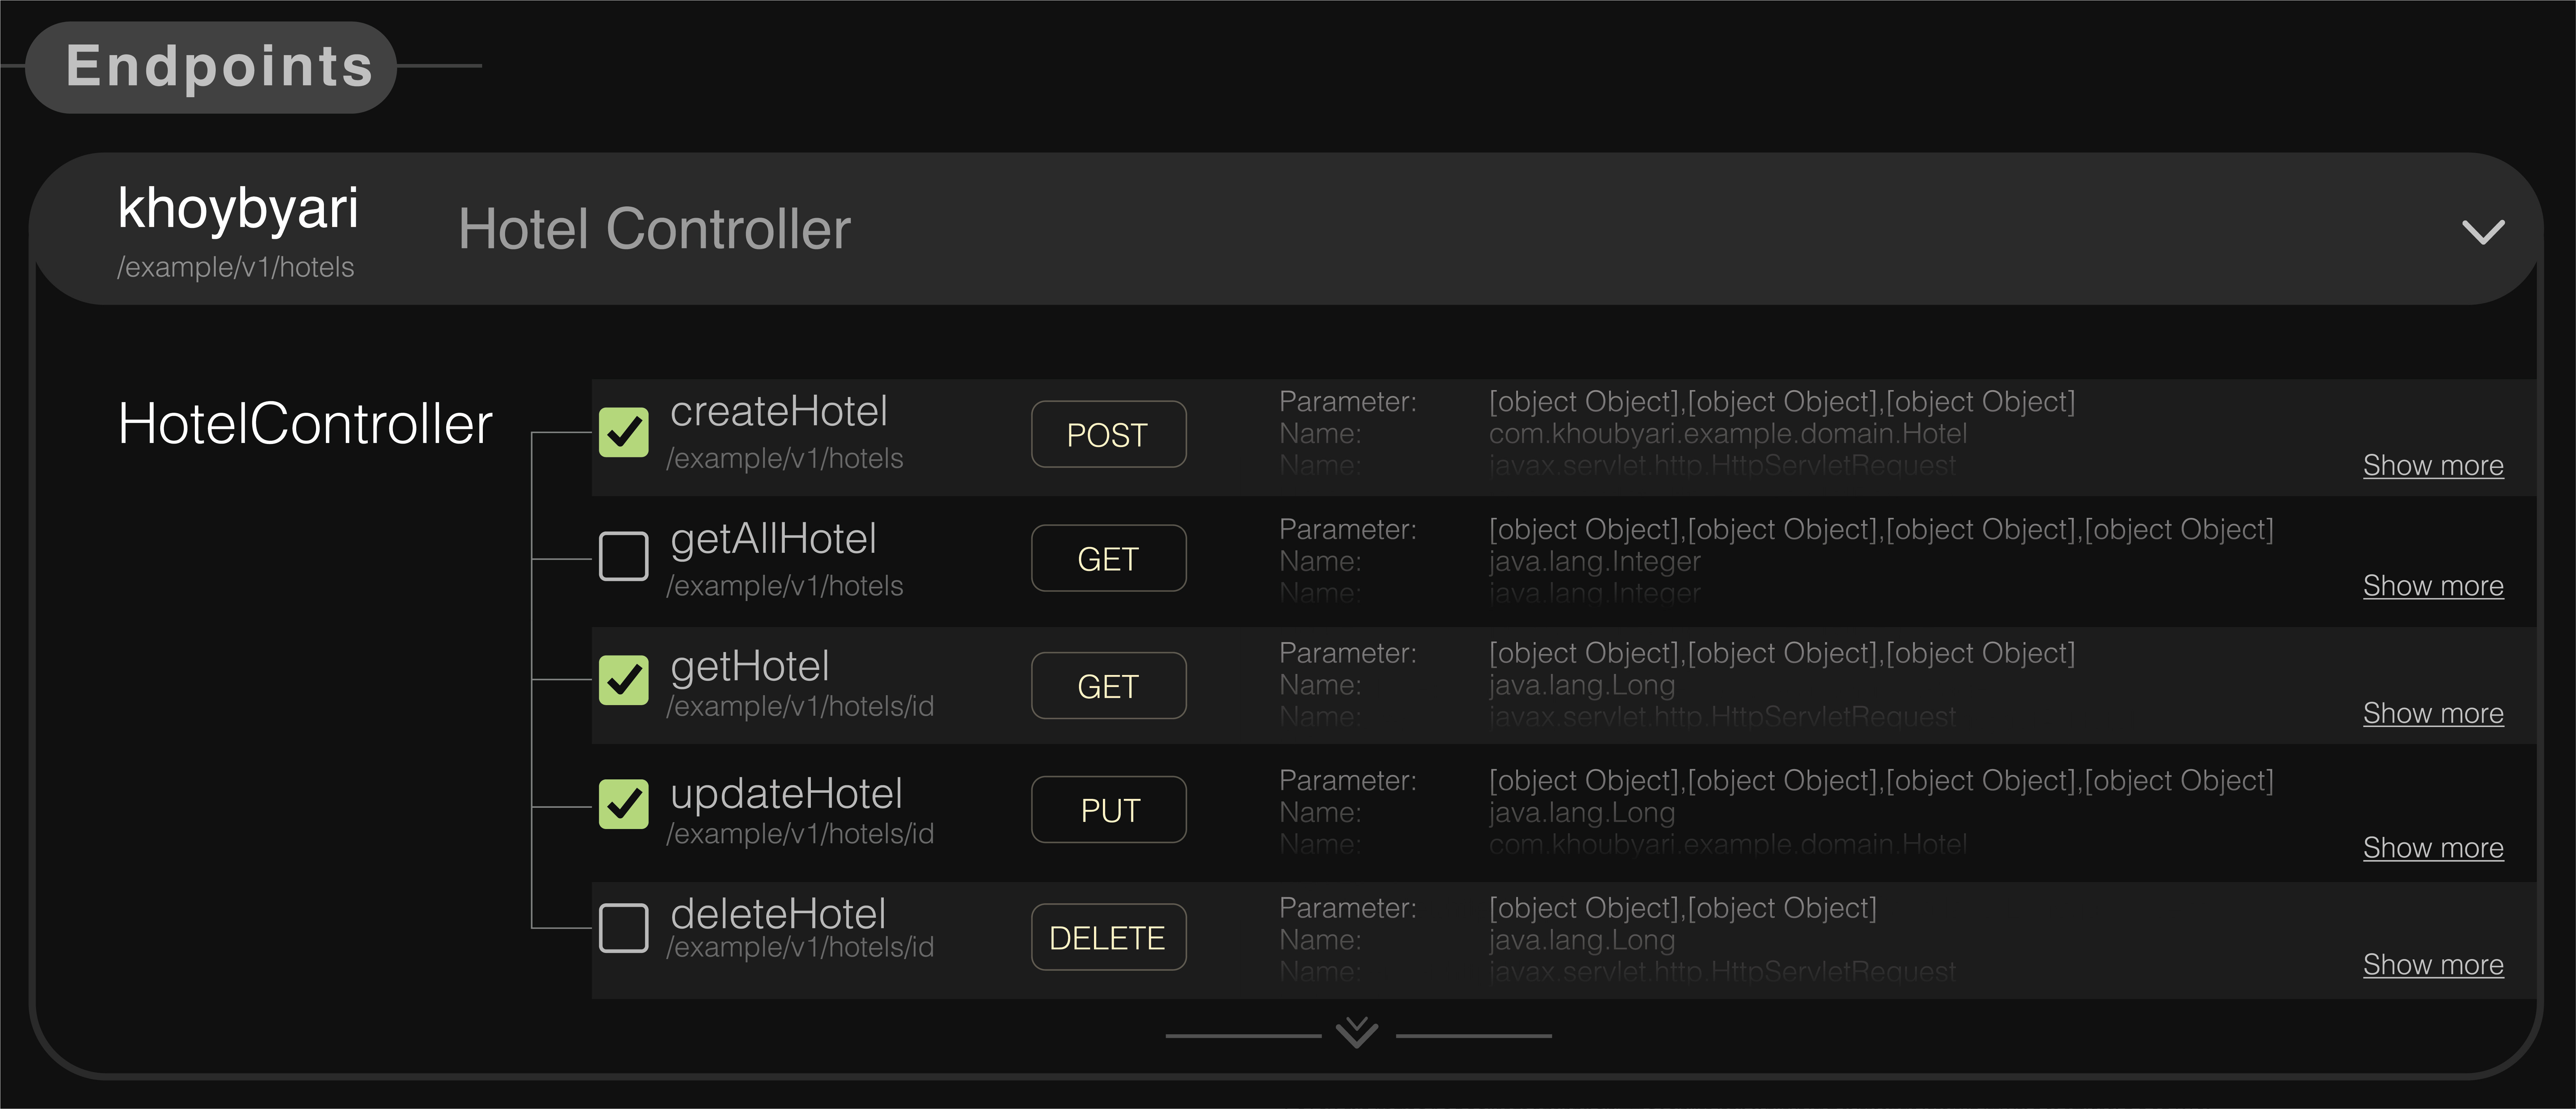 Endpoints
khoybyari
/example/v1/hotels
Hotel Controller
HotelController
createHotel
/example/v1/hotels
POST
Parameter: [object Object],[object Object],[object Object]
Name: com.khoubyari.example.domain.Hotel
Name: javax.servlet.http.HttpServletRequest
Show more
getAllHotel
/example/v1/hotels
GET
Parameter: [object Object],[object Object],[object Object],[object Object]
Name: java.lang.Integer
Name: java.lang.Integer
Show more
getHotel
/example/v1/hotels/id
GET
Parameter: [object Object],[object Object],[object Object]
Name: java.lang.Long
Name: javax.servlet.http.HttpServletRequest
Show more
updateHotel
/example/v1/hotels/id
PUT
Parameter: [object Object],[object Object],[object Object],[object Object]
Name: java.lang.Long
Name: com.khoubyari.example.domain.Hotel
Show more
deleteHotel
/example/v1/hotels/id
DELETE
Parameter: [object Object],[object Object]
Name: java.lang.Long
Name: javax.servlet.http.HttpServletRequest
Show more